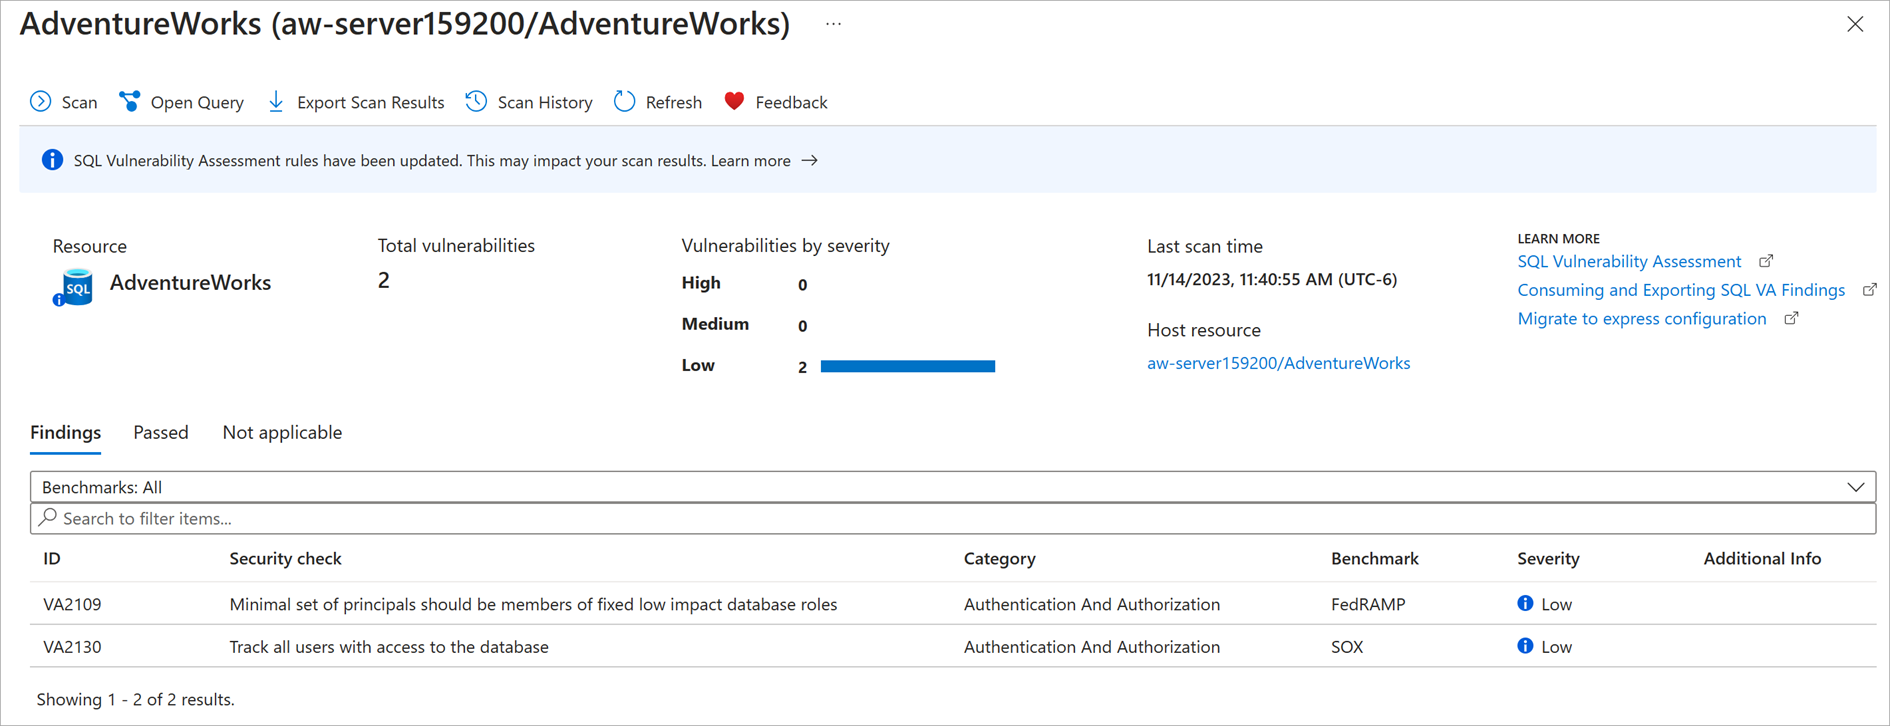 AdventureWorks (aw-server159200/AdventureWorks) ...
Scan Open Query Export Scan Results Scan History Refresh Feedback
SQL Vulnerability Assessment rules have been updated. This may impact your scan results. Learn more →
Resource
SQL AdventureWorks
Total vulnerabilities
2
Vulnerabilities by severity
High 0
Medium 0
Low 2
Last scan time
11/14/2023, 11:40:55 AM (UTC-6)
Host resource
aw-server159200/AdventureWorks
LEARN MORE
SQL Vulnerability Assessment
Consuming and Exporting SQL VA Findings
Migrate to express configuration
Findings Passed Not applicable
Benchmarks: All
Search to filter items...
ID Security check Category Benchmark Severity Additional Info
VA2109 Minimal set of principals should be members of fixed low impact database roles Authentication And Authorization FedRAMP Low
VA2130 Track all users with access to the database Authentication And Authorization SOX Low
Showing 1 - 2 of 2 results.